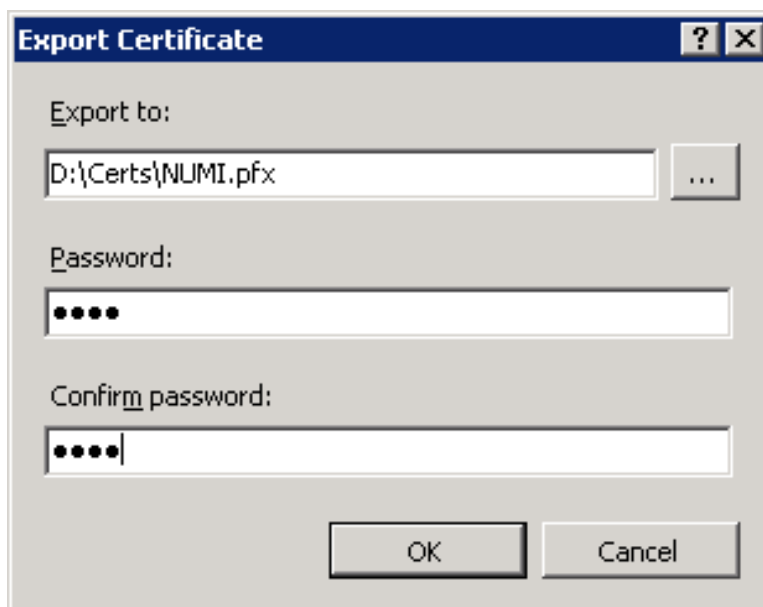 Export Certificate
Export to:
D:\Certs\NUMI.pfx
...
Password:
••••
Confirm password:
••••
OK Cancel